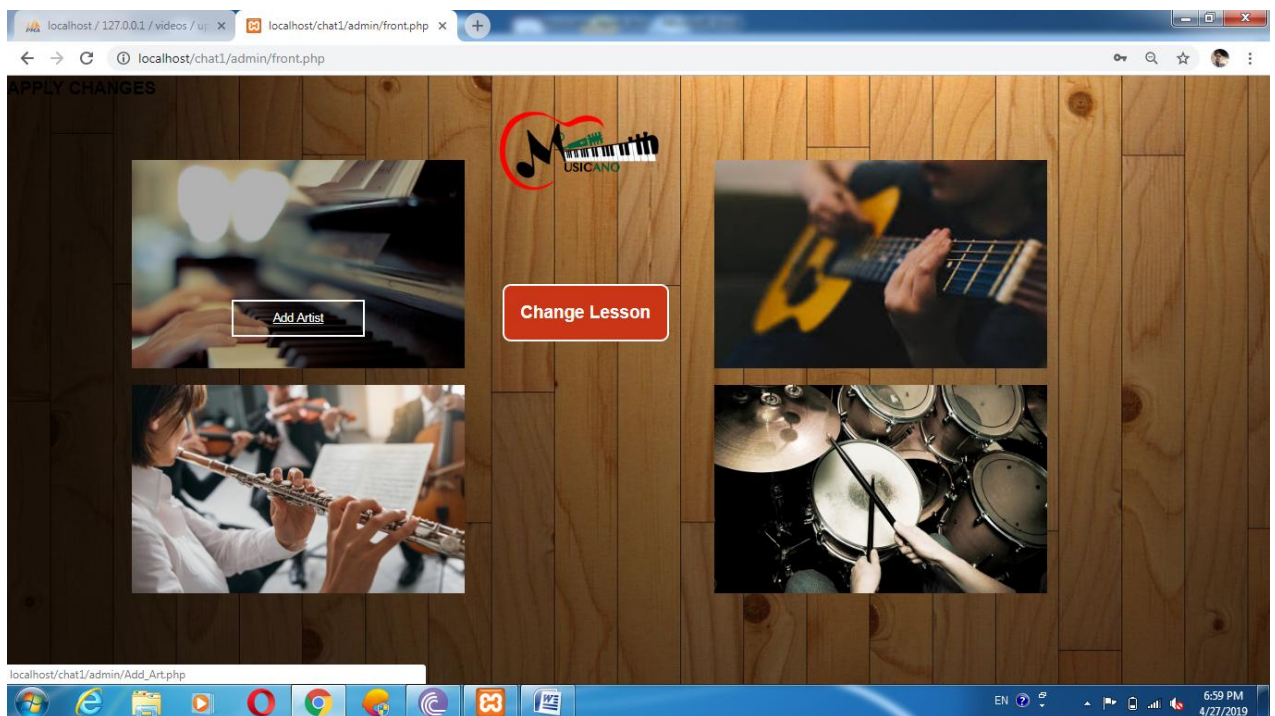 localhost / 127.0.0.1 / videos / up
localhost/chat1/admin/front.php
localhost/chat1/admin/front.php
APPLY CHANGES
M
USICANO
Add Artist
Change Lesson
localhost/chat1/admin/Add_Art.php
EN
6:59 PM
4/27/2019